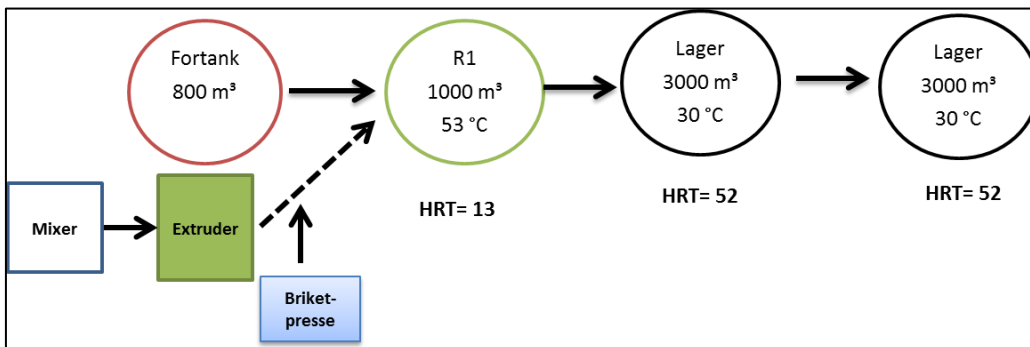 Fortank
800 m³
R1
1000 m³
53 °C
Lager
3000 m³
30 °C
Lager
3000 m³
30 °C
HRT= 13
HRT= 52
HRT= 52
Mixer
Extruder
Briket-
presse